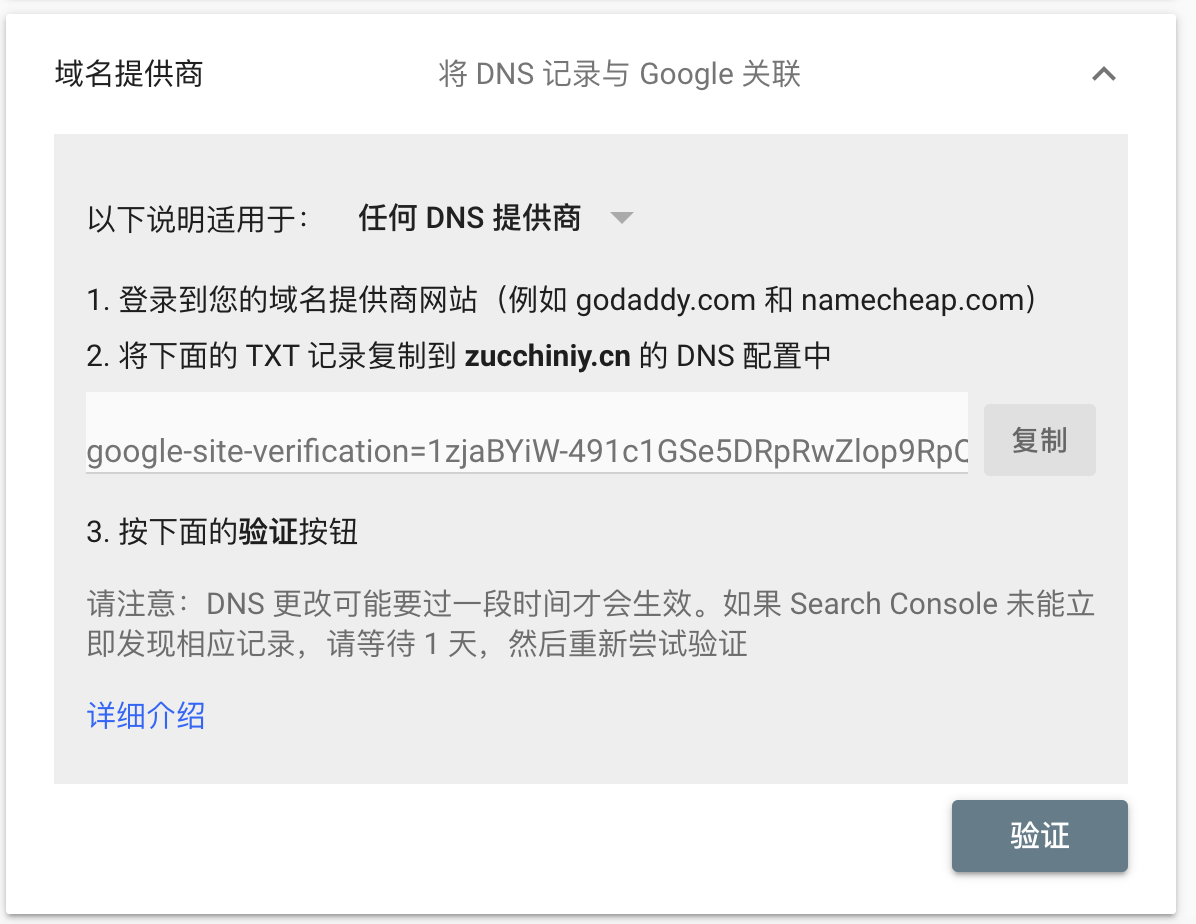 域名提供商
将 DNS 记录与 Google 关联
以下说明适用于：
任何 DNS 提供商
1. 登录到您的域名提供商网站（例如 godaddy.com 和 namecheap.com）
2. 将下面的 TXT 记录复制到 zucchiniy.cn 的 DNS 配置中
google-site-verification=1zjaBYiW-491c1GSe5DRpRwZlop9Rp
复制
3. 按下面的验证按钮
请注意：DNS 更改可能要过一段时间才会生效。如果 Search Console 未能立
即发现相应记录，请等待 1 天，然后重新尝试验证
详细介绍
验证